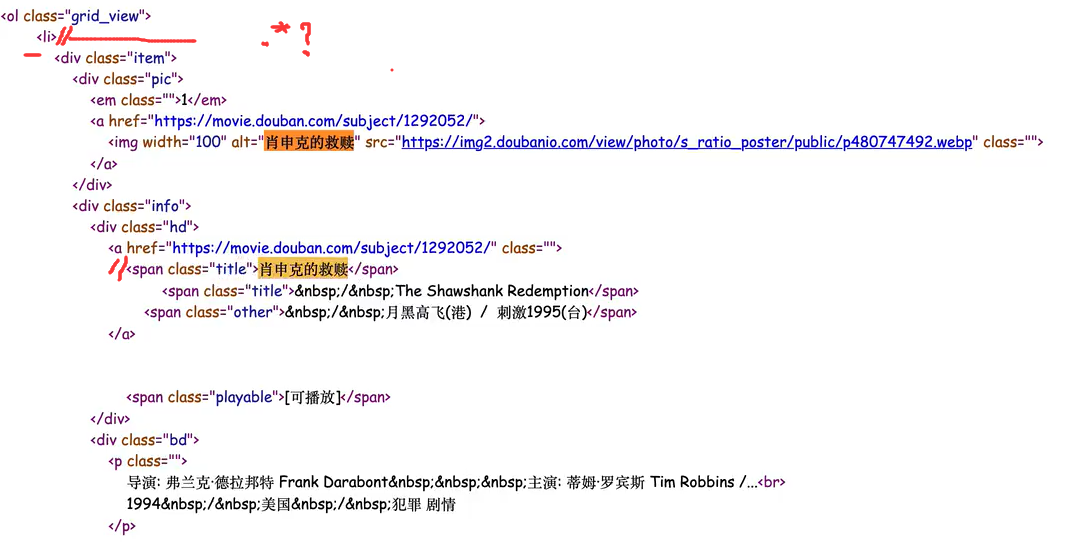 <ol class="grid_view">
<li>
.*?
<div class="item">
<div class="pic">
<em class="">1</em>
<a href="https://movie.douban.com/subject/1292052/">
<img width="100" alt="肖申克的救赎" src="https://img2.doubanio.com/view/photo/s_ratio_poster/public/p480747492.webp" class="">
</a>
</div>
<div class="info">
<div class="hd">
<a href="https://movie.douban.com/subject/1292052/" class="">
<span class="title">肖申克的救赎</span>
<span class="title">&nbsp;/&nbsp;The Shawshank Redemption</span>
<span class="other">&nbsp;/&nbsp;月黑高飞(港) / 刺激1995(台)</span>
</a>
<span class="playable">[可播放]</span>
</div>
<div class="bd">
<p class="">
导演: 弗兰克·德拉邦特 Frank Darabont&nbsp;&nbsp;&nbsp;主演: 蒂姆·罗宾斯 Tim Robbins /...<br>
1994&nbsp;/&nbsp;美国&nbsp;/&nbsp;犯罪 剧情
</p>